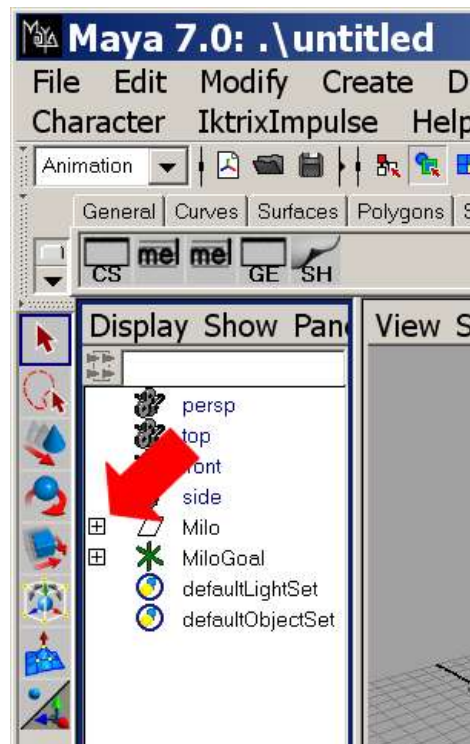 Maya 7.0: .\untitled
File Edit Modify Create D
Character IktrixImpulse Help
Animation
General Curves Surfaces Polygons S
CS mel mel GE SH
Display Show Pan View S
persp
top
front
side
Milo
MiloGoal
defaultLightSet
defaultObjectSet